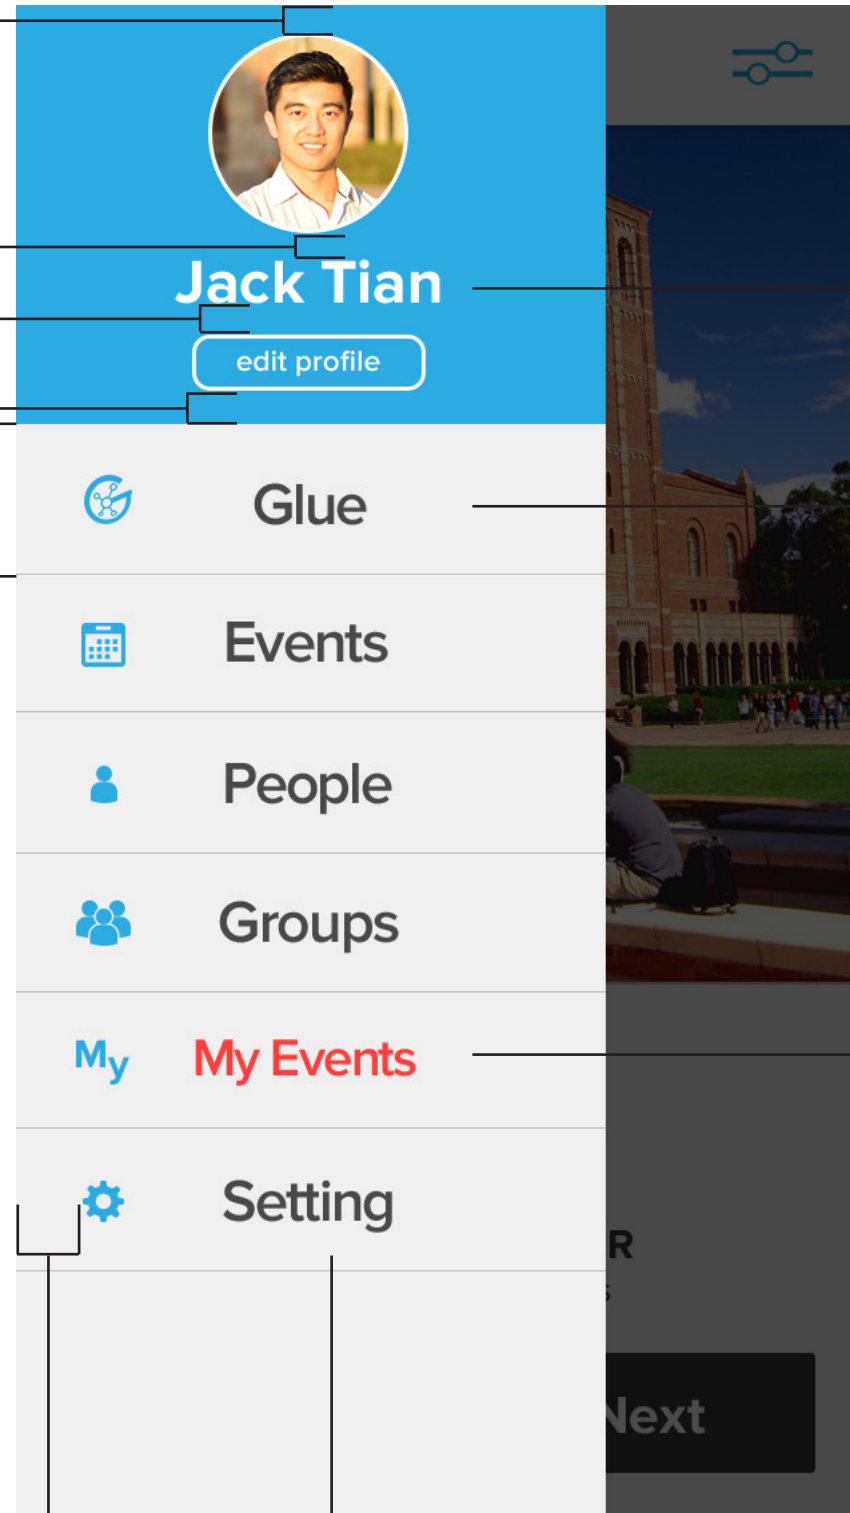 Jack Tian
edit profile
Glue
Events
People
Groups
My My Events
Setting
R
s
Next